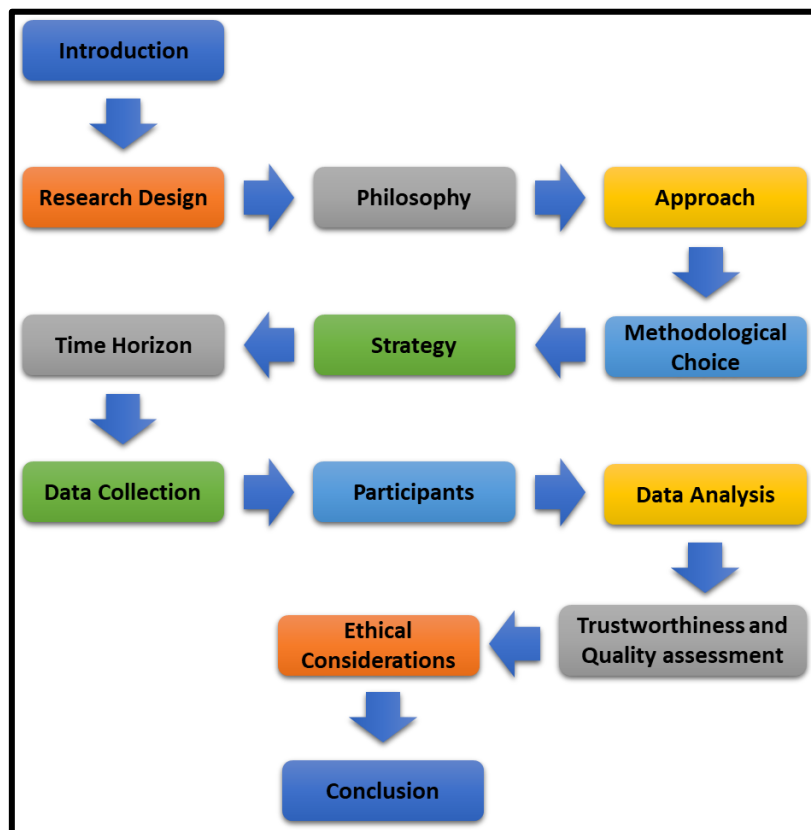 Introduction
Research Design
Philosophy
Approach
Methodological
Choice
Strategy
Time Horizon
Data Collection
Participants
Data Analysis
Trustworthiness and
Quality assessment
Ethical
Considerations
Conclusion